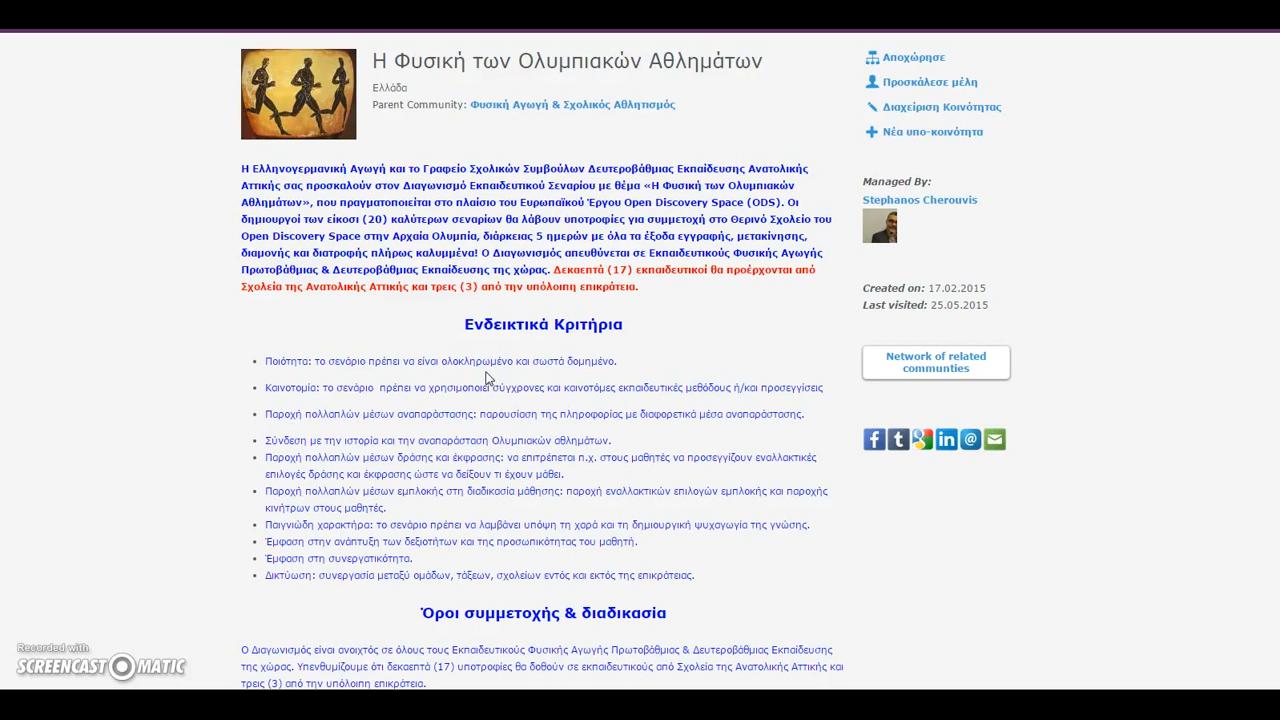 Η Φυσική των Ολυμπιακών Αθλημάτων
Ελλάδα
Parent Community: Φυσική Αγωγή & Σχολικός Αθλητισμός
Η Ελληνογερμανική Αγωγή και το Γραφείο Σχολικών Συμβούλων Δευτεροβάθμιας Εκπαίδευσης Ανατολικής
Αττικής σας προσκαλούν στον Διαγωνισμό Εκπαιδευτικού Σεναρίου με θέμα «Η Φυσική των Ολυμπιακών
Αθλημάτων», που πραγματοποιείται στο πλαίσιο του Ευρωπαϊκού Έργου Open Discovery Space (ODS). Οι
δημιουργοί των είκοσι (20) καλύτερων σεναρίων θα λάβουν υποτροφίες για συμμετοχή στο Θερινό Σχολείο του
Open Discovery Space στην Αρχαία Ολυμπία, διάρκειας 5 ημερών με όλα τα έξοδα εγγραφής, μετακίνησης,
διαμονής και διατροφής πλήρως καλυμμένα! Ο Διαγωνισμός απευθύνεται σε Εκπαιδευτικούς Φυσικής Αγωγής
Πρωτοβάθμιας & Δευτεροβάθμιας Εκπαίδευσης της χώρας. Δεκαεπτά (17) εκπαιδευτικοί θα προέρχονται από
Σχολεία της Ανατολικής Αττικής και τρεις (3) από την υπόλοιπη επικράτεια.
Ενδεικτικά Κριτήρια
Ποιότητα: το σενάριο πρέπει να είναι ολοκληρωμένο και σωστά δομημένο.
Καινοτομία: το σενάριο πρέπει να χρησιμοποιεί σύγχρονες και καινοτόμες εκπαιδευτικές μεθόδους ή/και προσεγγίσεις
Παροχή πολλαπλών μέσων αναπαράστασης: παρουσίαση της πληροφορίας με διαφορετικά μέσα αναπαράστασης.
Σύνδεση με την ιστορία και την αναπαράσταση Ολυμπιακών αθλημάτων.
Παροχή πολλαπλών μέσων δράσης και έκφρασης: να επιτρέπεται π.χ. στους μαθητές να προσεγγίζουν εναλλακτικές
επιλογές δράσης και έκφρασης ώστε να δείξουν τι έχουν μάθει.
Παροχή πολλαπλών μέσων εμπλοκής στη διαδικασία μάθησης: παροχή εναλλακτικών επιλογών εμπλοκής και παροχής
κινήτρων στους μαθητές.
Παιγνιώδη χαρακτήρα: το σενάριο πρέπει να λαμβάνει υπόψη τη χαρά και τη δημιουργική ψυχαγωγία της γνώσης.
Έμφαση στην ανάπτυξη των δεξιοτήτων και της προσωπικότητας του μαθητή.
Έμφαση στη συνεργατικότητα.
Δικτύωση: συνεργασία μεταξύ ομάδων, τάξεων, σχολείων εντός και εκτός της επικράτειας.
Όροι συμμετοχής & διαδικασία
Ο Διαγωνισμός είναι ανοιχτός σε όλους τους Εκπαιδευτικούς Φυσικής Αγωγής Πρωτοβάθμιας & Δευτεροβάθμιας Εκπαίδευσης
της χώρας. Υπενθυμίζουμε ότι δεκαεπτά (17) υποτροφίες θα δοθούν σε εκπαιδευτικούς από Σχολεία της Ανατολικής Αττικής και
τρεις (3) από την υπόλοιπη επικράτεια.
Αποχώρησε
Προσκάλεσε μέλη
Διαχείριση Κοινότητας
Νέα υπο-κοινότητα
Managed By:
Stephanos Cherouvis
Created on: 17.02.2015
Last visited: 25.05.2015
Network of related
communties
Recorded with
SCREENCAST-O-MATIC